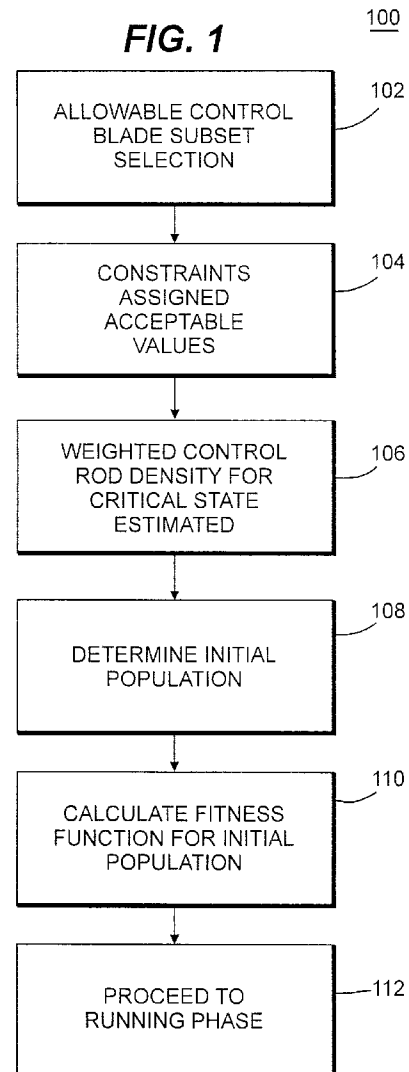 100
FIG. 1
ALLOWABLE CONTROL
BLADE SUBSET
SELECTION
102
CONSTRAINTS
ASSIGNED
ACCEPTABLE
VALUES
104
WEIGHTED CONTROL
ROD DENSITY FOR
CRITICAL STATE
ESTIMATED
106
DETERMINE INITIAL
POPULATION
108
CALCULATE FITNESS
FUNCTION FOR INITIAL
POPULATION
110
PROCEED TO
RUNNING PHASE
112